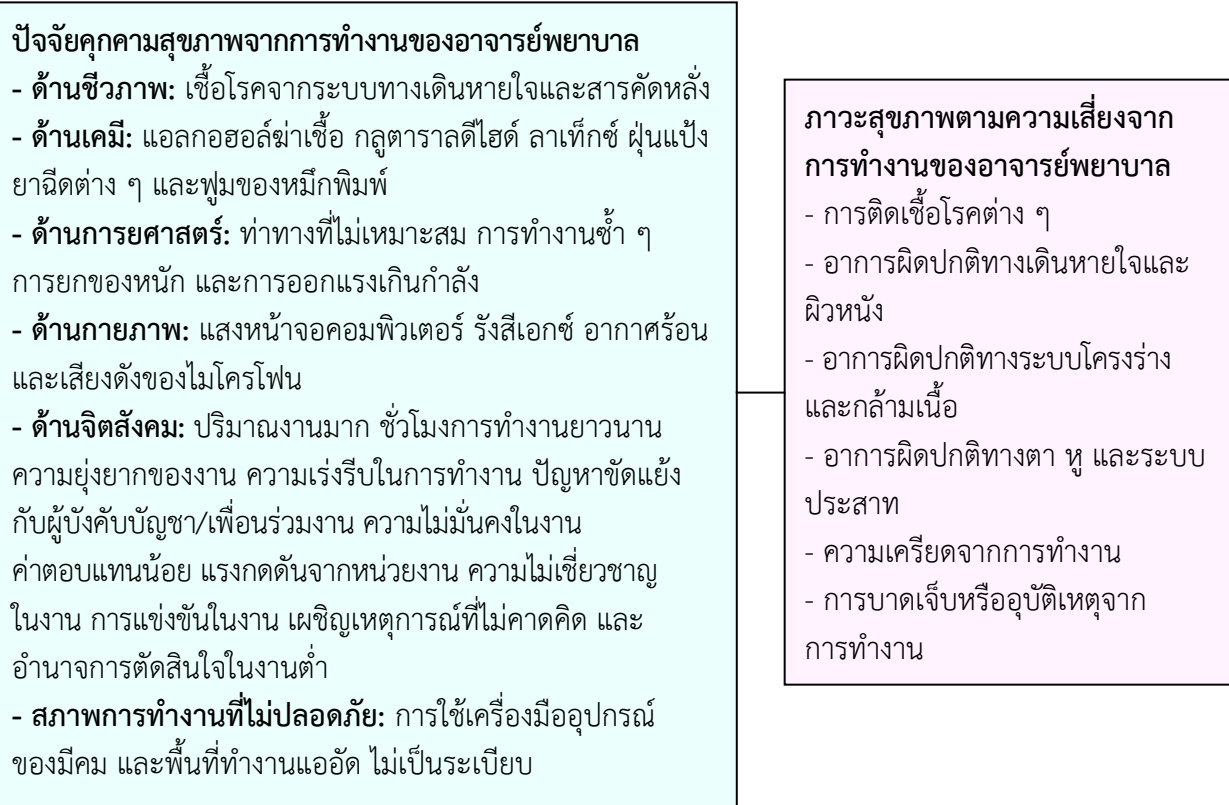 ปัจจัยคุกคามสุขภาพจากการทำงานของอาจารย์พยาบาล
- ด้านชีวภาพ: เชื้อโรคจากระบบทางเดินหายใจและสารคัดหลั่ง
- ด้านเคมี: แอลกอฮอล์ฆ่าเชื้อ กลูตาราลดีไฮด์ ลาเท็กซ์ ฝุ่นแป้ง
ยาฉีดต่าง ๆ และฟูมของหมึกพิมพ์
- ด้านการยศาสตร์: ท่าทางที่ไม่เหมาะสม การทำงานซ้ำ ๆ
การยกของหนัก และการออกแรงเกินกำลัง
- ด้านกายภาพ: แสงหน้าจอคอมพิวเตอร์ รังสีเอกซ์ อากาศร้อน
และเสียงดังของไมโครโฟน
- ด้านจิตสังคม: ปริมาณงานมาก ชั่วโมงการทำงานยาวนาน
ความยุ่งยากของงาน ความเร่งรีบในการทำงาน ปัญหาขัดแย้ง
กับผู้บังคับบัญชา/เพื่อนร่วมงาน ความไม่มั่นคงในงาน
ค่าตอบแทนน้อย แรงกดดันจากหน่วยงาน ความไม่เชี่ยวชาญ
ในงาน การแข่งขันในงาน เผชิญเหตุการณ์ที่ไม่คาดคิด และ
อำนาจการตัดสินใจในงานต่ำ
- สภาพการทำงานที่ไม่ปลอดภัย: การใช้เครื่องมืออุปกรณ์
ของมีคม และพื้นที่ทำงานแออัด ไม่เป็นระเบียบ
ภาวะสุขภาพตามความเสี่ยงจาก
การทำงานของอาจารย์พยาบาล
- การติดเชื้อโรคต่าง ๆ
- อาการผิดปกติทางเดินหายใจและ
ผิวหนัง
- อาการผิดปกติทางระบบโครงร่าง
และกล้ามเนื้อ
- อาการผิดปกติทางตา หู และระบบ
ประสาท
- ความเครียดจากการทำงาน
- การบาดเจ็บหรืออุบัติเหตุจาก
การทำงาน